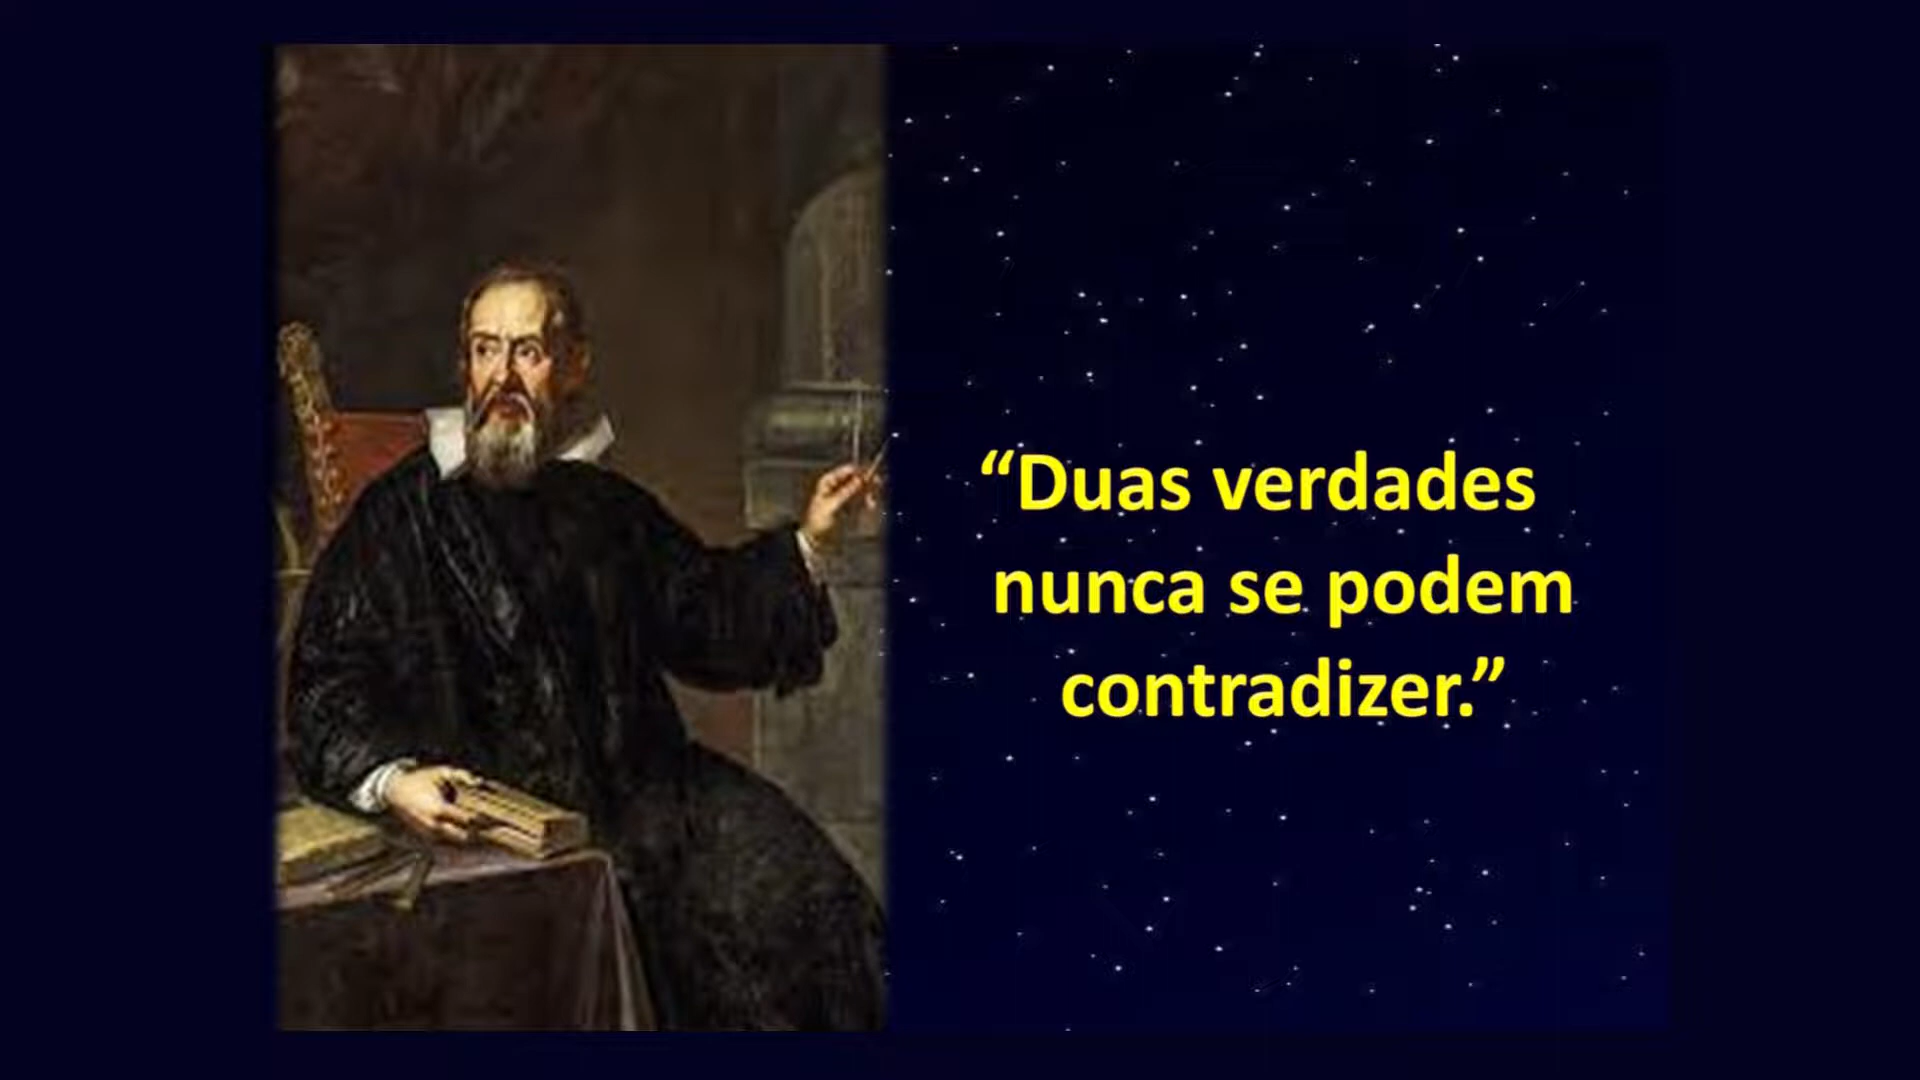 “Duas verdades
nunca se podem
contradizer.”